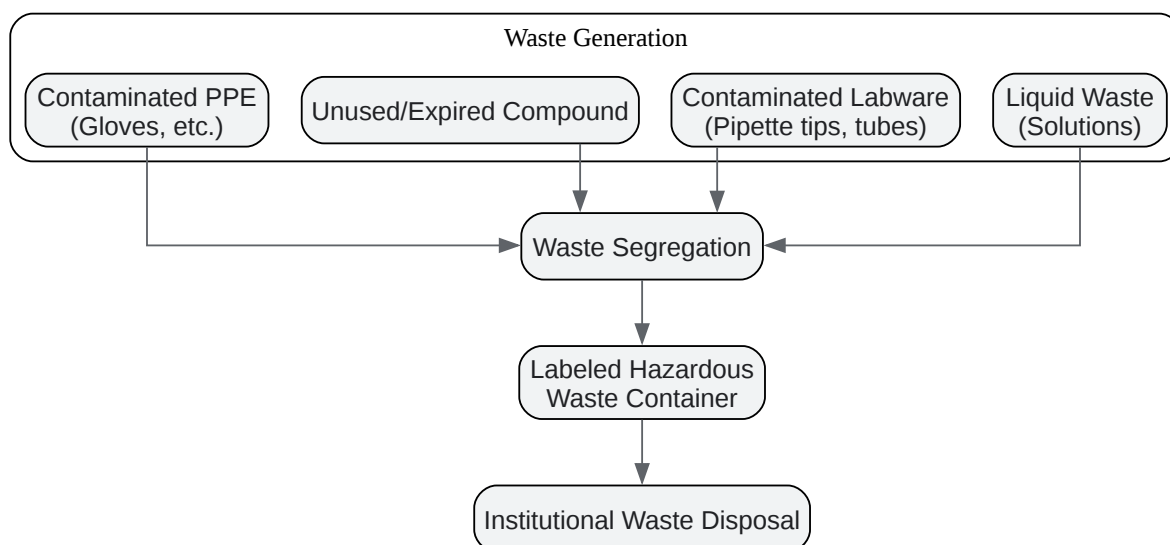 Waste Generation
Contaminated PPE
(Gloves, etc.)
Unused/Expired Compound
Contaminated Labware
(Pipette tips, tubes)
Liquid Waste
(Solutions)
Waste Segregation
Labeled Hazardous
Waste Container
Institutional Waste Disposal